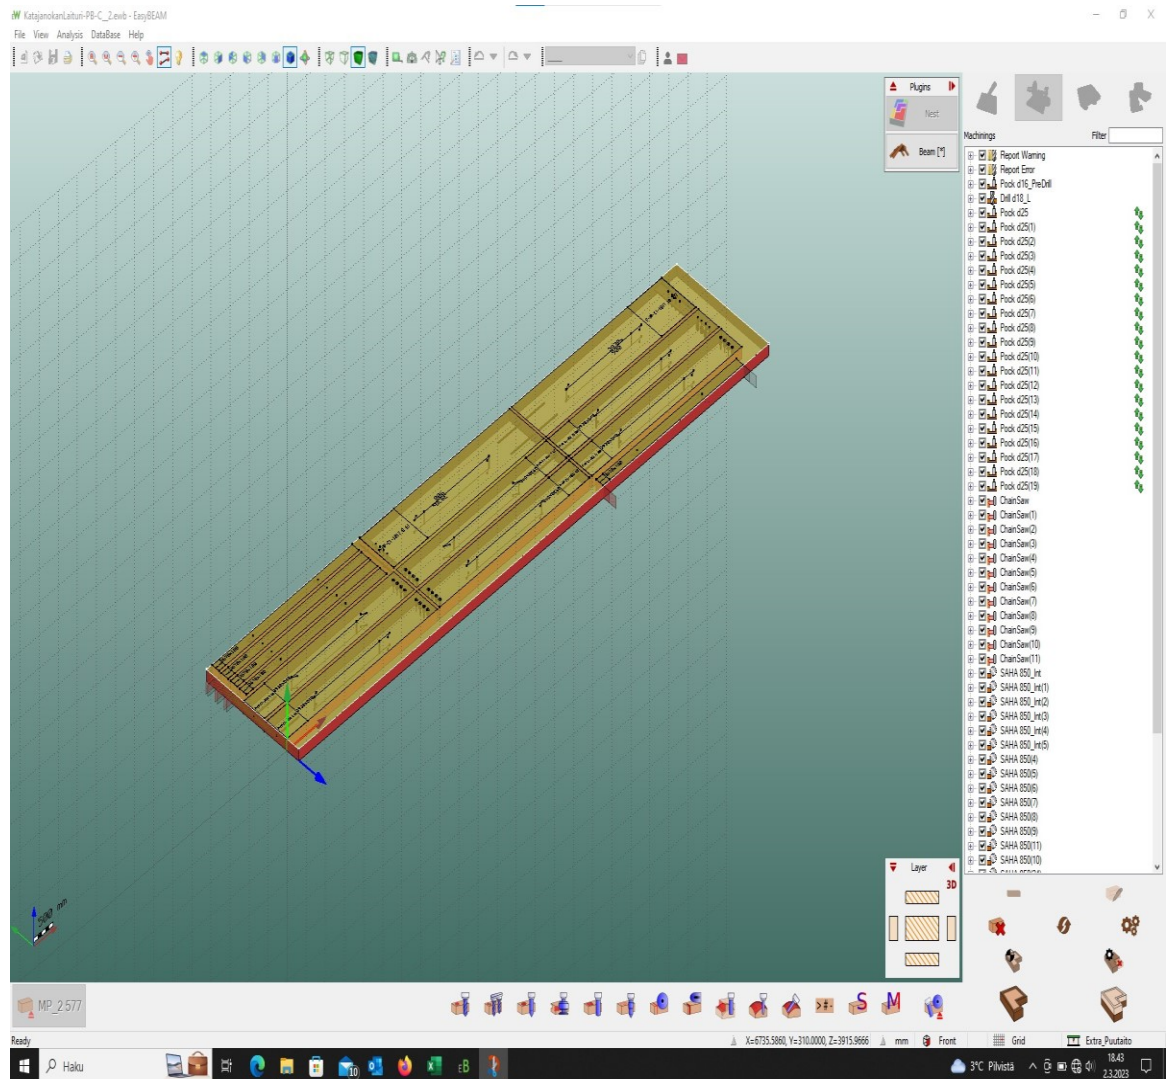 KatajanokanLaituri-PB-C__2.ewb - EasyBEAM
File View Analysis DataBase Help
Plugins
Nest
Beam [*]
Machinings
Filter
Report Warning
Report Error
Pock d16_PreDrill
Drill d18_L
Pock d25
Pock d25(1)
Pock d25(2)
Pock d25(3)
Pock d25(4)
Pock d25(5)
Pock d25(6)
Pock d25(7)
Pock d25(8)
Pock d25(9)
Pock d25(10)
Pock d25(11)
Pock d25(12)
Pock d25(13)
Pock d25(14)
Pock d25(15)
Pock d25(16)
Pock d25(17)
Pock d25(18)
Pock d25(19)
ChainSaw
ChainSaw(1)
ChainSaw(2)
ChainSaw(3)
ChainSaw(4)
ChainSaw(5)
ChainSaw(6)
ChainSaw(7)
ChainSaw(8)
ChainSaw(9)
ChainSaw(10)
ChainSaw(11)
SAHA 850_Int
SAHA 850_Int(1)
SAHA 850_Int(2)
SAHA 850_Int(3)
SAHA 850_Int(4)
SAHA 850_Int(5)
SAHA 850(4)
SAHA 850(5)
SAHA 850(6)
SAHA 850(7)
SAHA 850(8)
SAHA 850(9)
SAHA 850(11)
SAHA 850(10)
Layer
3D
500 mm
MP_2.577
S M
Ready
X=6735.5860, Y=310.0000, Z=3915.9666 mm Front Grid Extra_Puutaito
Haku
10
εB
3°C Pilvistä
18.43
2.3.2023